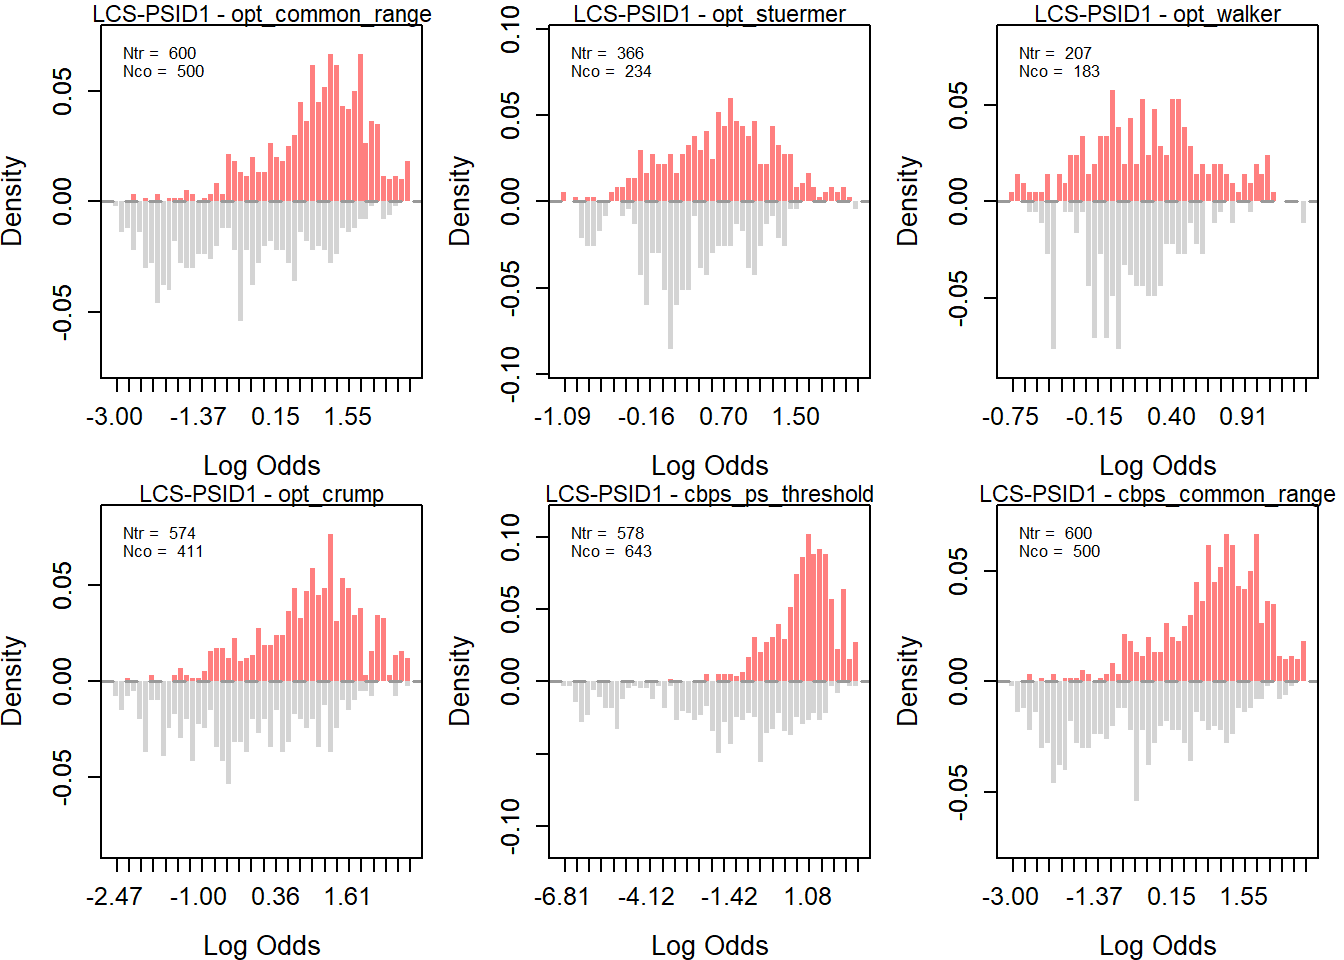 LCS-PSID1 - opt_common_range
Ntr = 600
Nco = 500
0.05
0.00
-0.05
Density
-3.00 -1.37 0.15 1.55
Log Odds
LCS-PSID1 - opt_stuermer
Ntr = 366
Nco = 234
0.10
0.05
0.00
-0.05
-0.10
Density
-1.09 -0.16 0.70 1.50
Log Odds
LCS-PSID1 - opt_walker
Ntr = 207
Nco = 183
0.05
0.00
-0.05
Density
-0.75 -0.15 0.40 0.91
Log Odds
LCS-PSID1 - opt_crump
Ntr = 574
Nco = 411
0.05
0.00
-0.05
Density
-2.47 -1.00 0.36 1.61
Log Odds
LCS-PSID1 - cbps_ps_threshold
Ntr = 578
Nco = 643
0.10
0.05
0.00
-0.10
Density
-6.81 -4.12 -1.42 1.08
Log Odds
LCS-PSID1 - cbps_common_range
Ntr = 600
Nco = 500
0.05
0.00
-0.05
Density
-3.00 -1.37 0.15 1.55
Log Odds